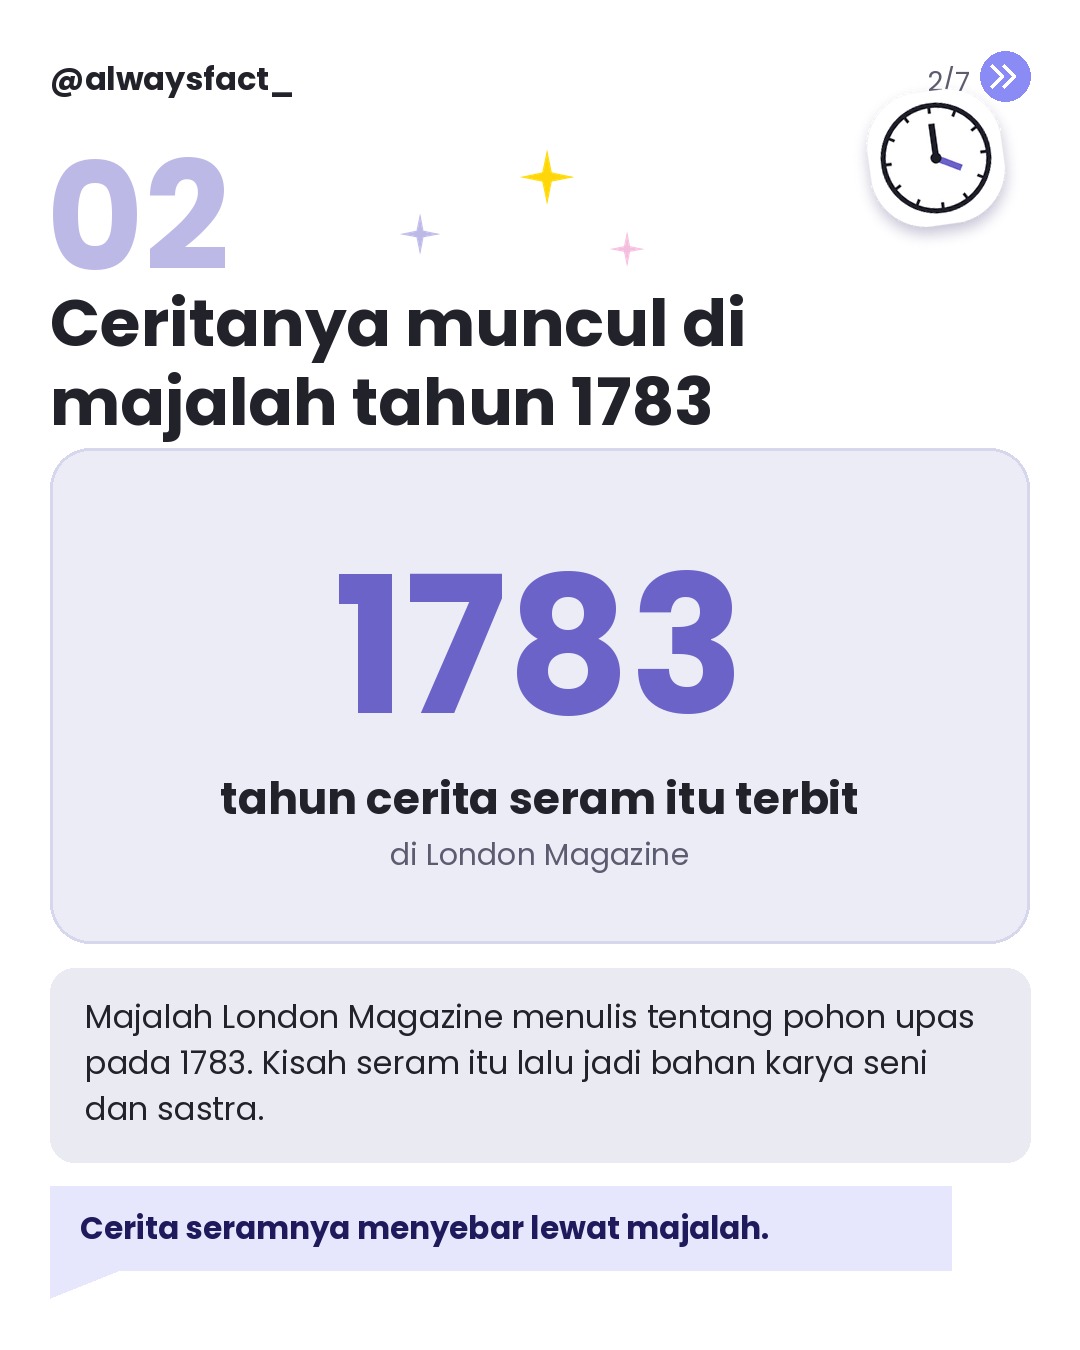 @alwaysfact_
2/7
02
Ceritanya muncul di
majalah tahun 1783
1783
tahun cerita seram itu terbit
di London Magazine
Majalah London Magazine menulis tentang pohon upas
pada 1783. Kisah seram itu lalu jadi bahan karya seni
dan sastra.
Cerita seramnya menyebar lewat majalah.